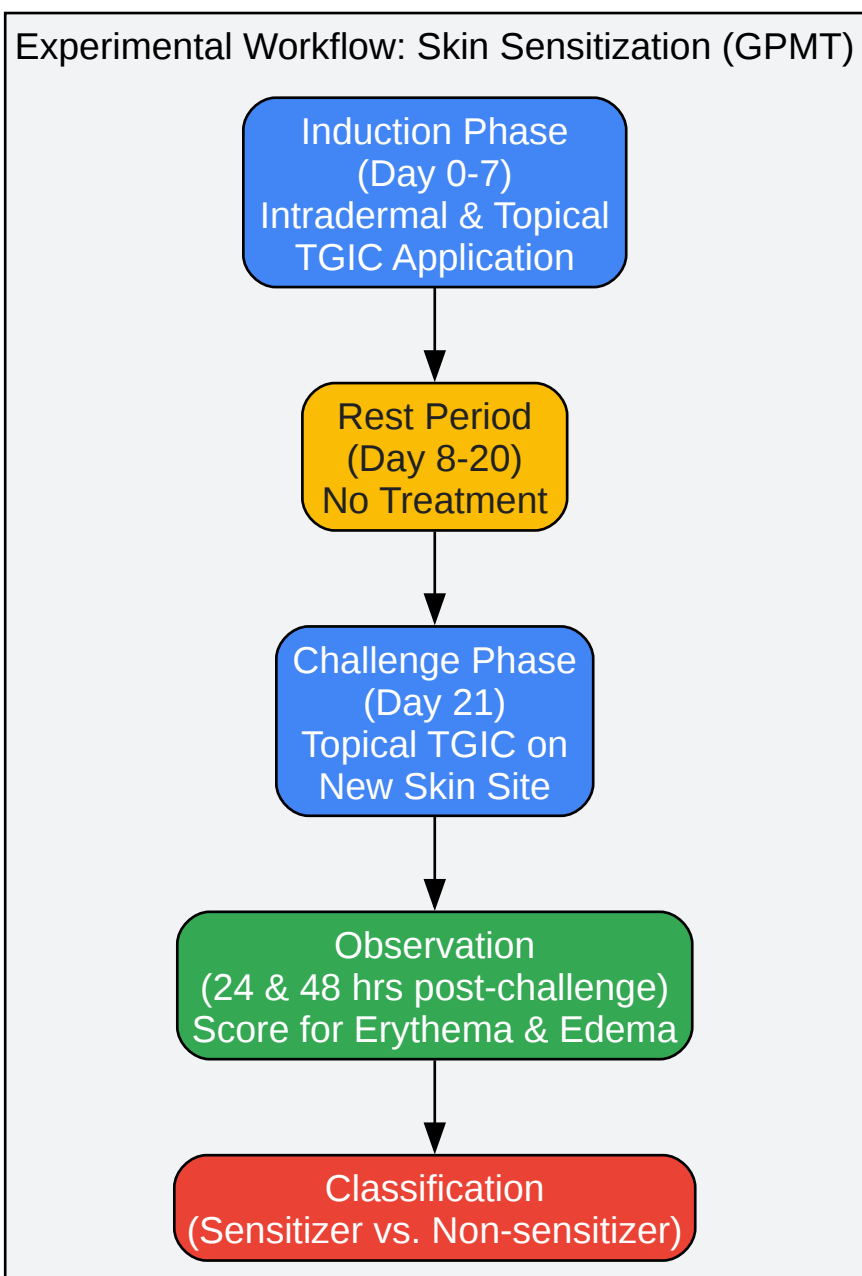 Experimental Workflow: Skin Sensitization (GPMT)
Induction Phase
(Day 0-7)
Intradermal & Topical
TGIC Application
Rest Period
(Day 8-20)
No Treatment
Challenge Phase
(Day 21)
Topical TGIC on
New Skin Site
Observation
(24 & 48 hrs post-challenge)
Score for Erythema & Edema
Classification
(Sensitizer vs. Non-sensitizer)